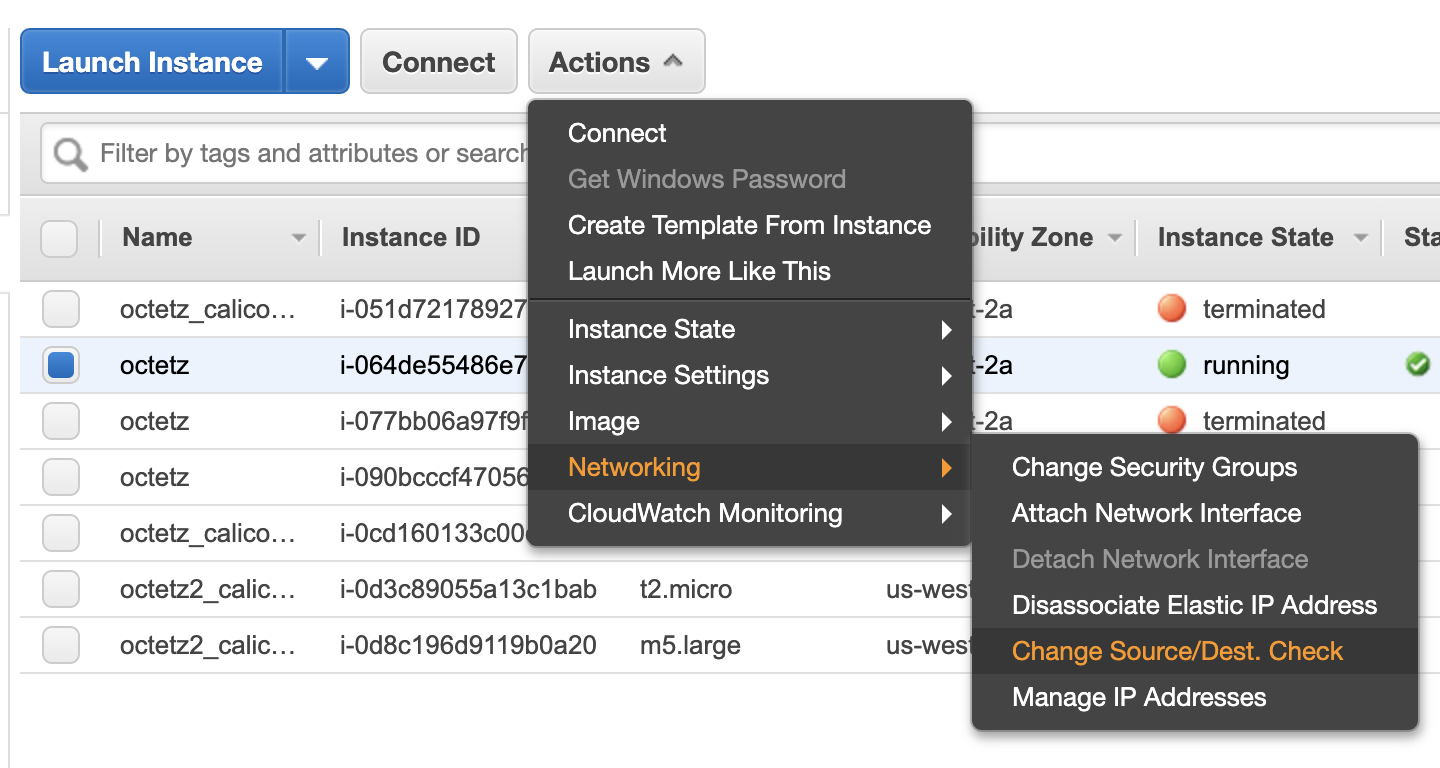 Launch Instance
Connect
Actions
Filter by tags and attributes or search
Connect
Get Windows Password
Create Template From Instance
Launch More Like This
Instance State
Instance Settings
Image
Networking
CloudWatch Monitoring
Change Security Groups
Attach Network Interface
Detach Network Interface
Disassociate Elastic IP Address
Change Source/Dest. Check
Manage IP Addresses
Name Instance ID bility Zone Instance State Sta
octetz_calico... i-051d72178927 t-2a terminated
octetz i-064de55486e7 t-2a running
octetz i-077bb06a97f9f t-2a terminated
octetz i-090bcccf47056
octetz_calico... i-0cd160133c00
octetz2_calic... i-0d3c89055a13c1bab t2.micro us-west
octetz2_calic... i-0d8c196d9119b0a20 m5.large us-west